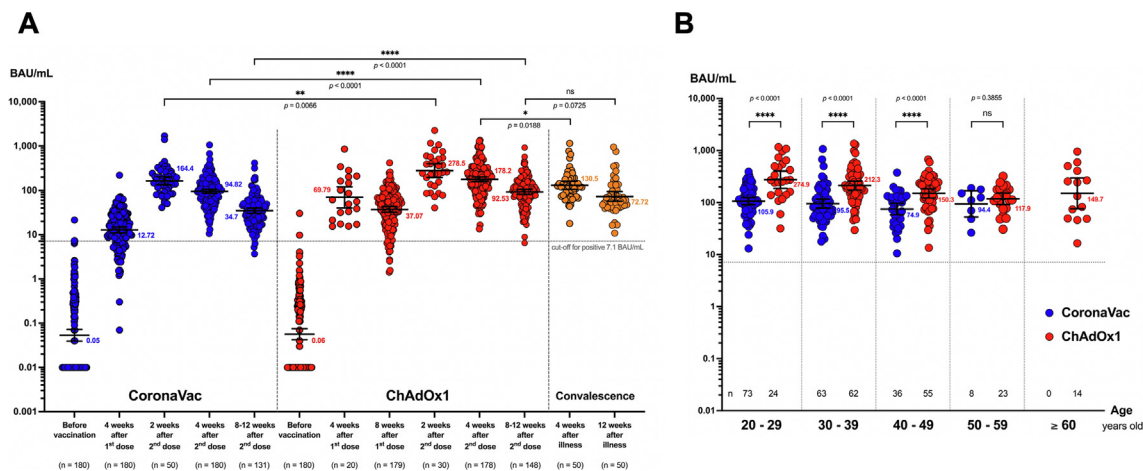 A
BAU/mL
10,000
1,000
100
10
1
0.1
0.01
0.001
****
p < 0.0001
****
p < 0.0001
**
p = 0.0066
ns
p = 0.0725
*
p = 0.0188
0.05
12.72
164.4
94.82
34.7
0.06
69.79
37.07
278.5
178.2
92.53
130.5
72.72
cut-off for positive 7.1 BAU/mL
CoronaVac
ChAdOx1
Convalescence
Before vaccination
4 weeks after 1st dose
2 weeks after 2nd dose
4 weeks after 2nd dose
8-12 weeks after 2nd dose
Before vaccination
4 weeks after 1st dose
8 weeks after 1st dose
2 weeks after 2nd dose
4 weeks after 2nd dose
8-12 weeks after 2nd dose
4 weeks after illness
12 weeks after illness
(n = 180) (n = 180) (n = 50) (n = 180) (n = 131) (n = 180) (n = 20) (n = 179) (n = 30) (n = 178) (n = 148) (n = 50) (n = 50)
B
BAU/mL
10,000
1,000
100
10
1
0.1
0.01
p < 0.0001 p < 0.0001 p < 0.0001 p = 0.3855
**** **** **** ns
105.9
274.9
95.5
212.3
74.9
150.3
94.4
117.9
149.7
CoronaVac
ChAdOx1
n 73 24 63 62 36 55 8 23 0 14
20 - 29 30 - 39 40 - 49 50 - 59 ≥ 60
Age
years old